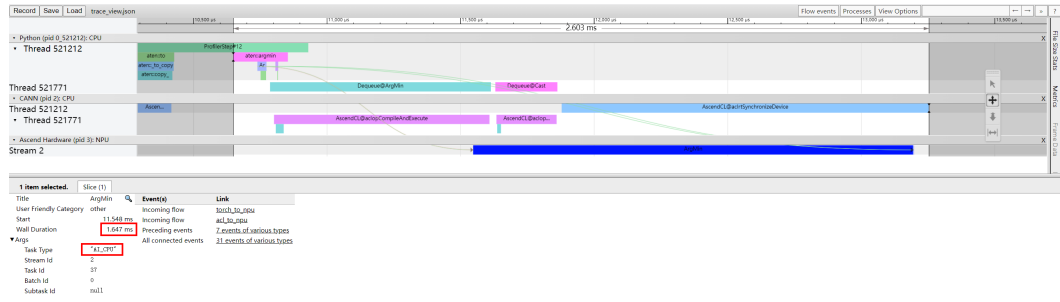 Record Save Load trace_view.json Flow events Processes View Options ← → » ?
10,500 µs 11,000 µs 11,500 µs 12,000 µs 12,500 µs 13,000 µs 13,500 µs
2.603 ms
Python (pid 0_521212): CPU X
Thread 521212
ProfilerStep#12
aten::to aten::argmin
aten::_to_copy Ar
aten::copy_
Thread 521771 Dequeue@ArgMin Dequeue@Cast
CANN (pid 2): CPU X
Thread 521212 Ascen... AscendCL@aclrtSynchronizeDevice
Thread 521771 AscendCL@aclopCompileAndExecute AscendCL@aclop...
Ascend Hardware (pid 3): NPU X
Stream 2 ArgMin
File Size Stats
Metrics
Frame Data
1 item selected. Slice (1)
Title ArgMin Event(s) Link
User Friendly Category other Incoming flow torch_to_npu
Start 11.548 ms Incoming flow acl_to_npu
Wall Duration 1.647 ms Preceding events 7 events of various types
▼Args All connected events 31 events of various types
Task Type "AI_CPU"
Stream Id 2
Task Id 37
Batch Id 0
Subtask Id null